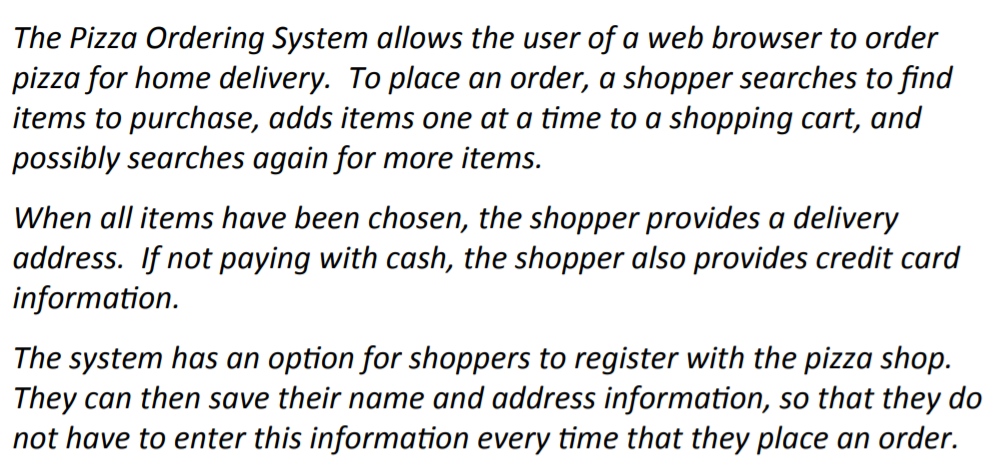 The Pizza Ordering System allows the user of a web browser to order
pizza for home delivery.  To place an order, a shopper searches to find
items to purchase, adds items one at a time to a shopping cart, and
possibly searches again for more items.
When all items have been chosen, the shopper provides a delivery
address.  If not paying with cash, the shopper also provides credit card
information.
The system has an option for shoppers to register with the pizza shop.
They can then save their name and address information, so that they do
not have to enter this information every time that they place an order.